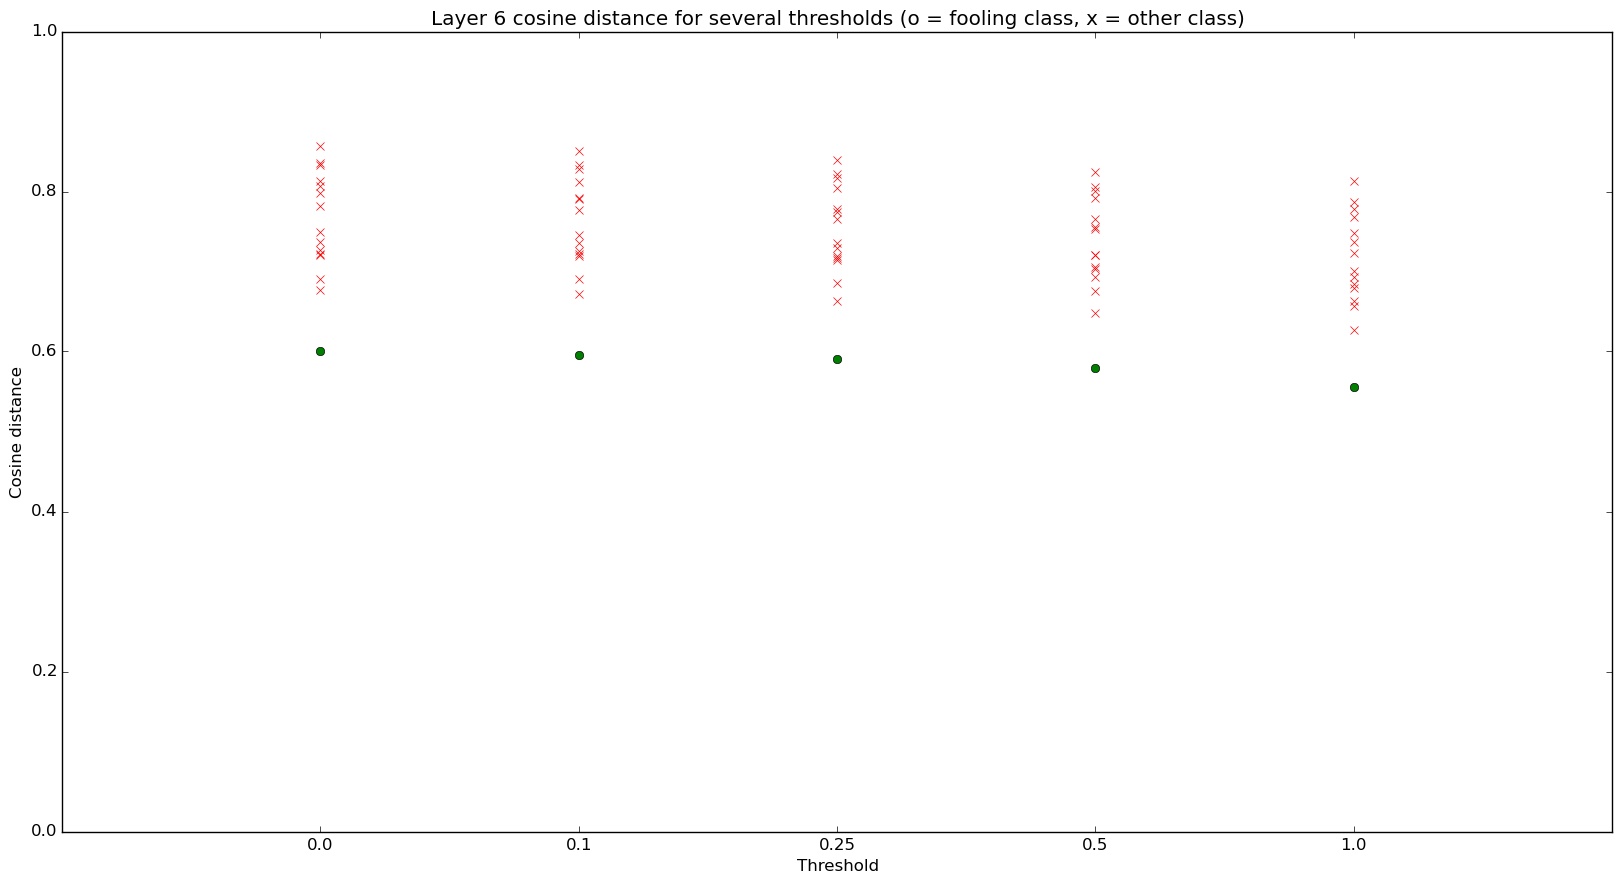 Layer 6 cosine distance for several thresholds (o = fooling class, x = other class)
1.0
0.8
0.6
0.4
0.2
0.0
Cosine distance
0.0 0.1 0.25 0.5 1.0
Threshold